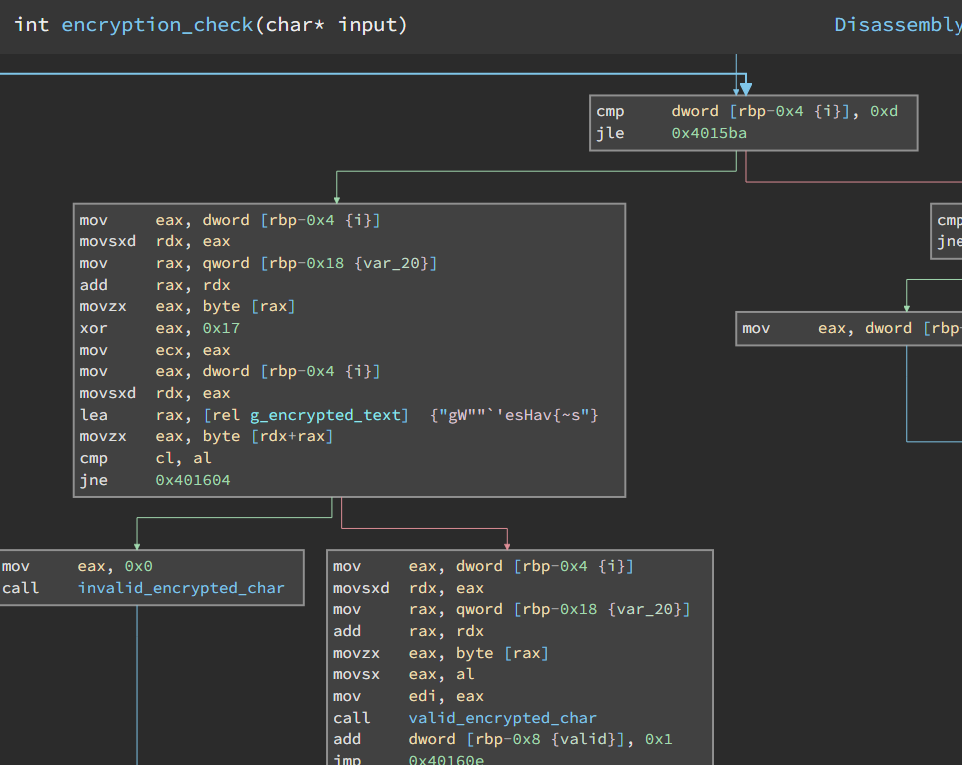 int encryption_check(char* input) Disassembly
cmp dword [rbp-0x4 {i}], 0xd
jle 0x4015ba
mov eax, dword [rbp-0x4 {i}]
movsxd rdx, eax
mov rax, qword [rbp-0x18 {var_20}]
add rax, rdx
movzx eax, byte [rax]
xor eax, 0x17
mov ecx, eax
mov eax, dword [rbp-0x4 {i}]
movsxd rdx, eax
lea rax, [rel g_encrypted_text] {"gW""`'esHav{~s"}
movzx eax, byte [rdx+rax]
cmp cl, al
jne 0x401604
cmp
jne
mov eax, dword [rbp-
mov eax, 0x0
call invalid_encrypted_char
mov eax, dword [rbp-0x4 {i}]
movsxd rdx, eax
mov rax, qword [rbp-0x18 {var_20}]
add rax, rdx
movzx eax, byte [rax]
movsx eax, al
mov edi, eax
call valid_encrypted_char
add dword [rbp-0x8 {valid}], 0x1
jmp 0x40160e